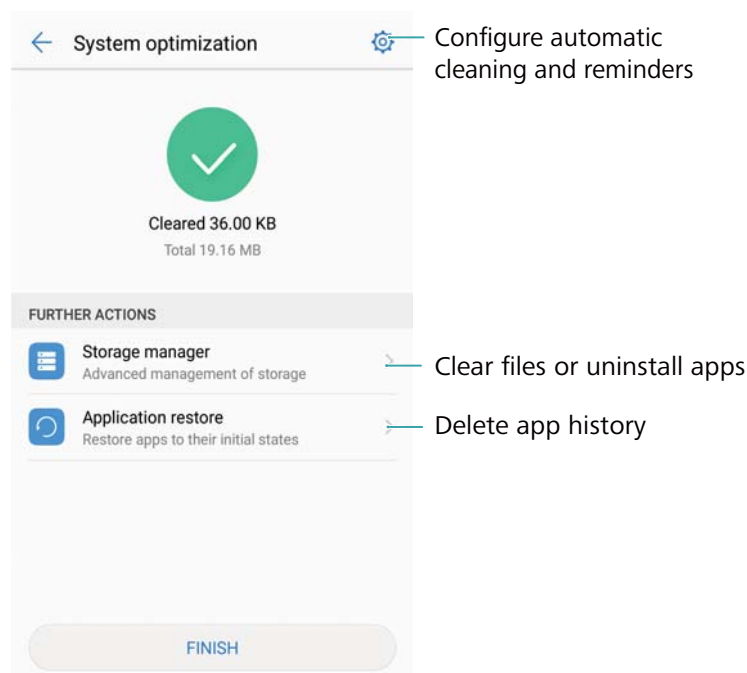 System optimization
Configure automatic
cleaning and reminders
Cleared 36.00 KB
Total 19.16 MB
FURTHER ACTIONS
Storage manager
Advanced management of storage
Clear files or uninstall apps
Application restore
Restore apps to their initial states
Delete app history
FINISH